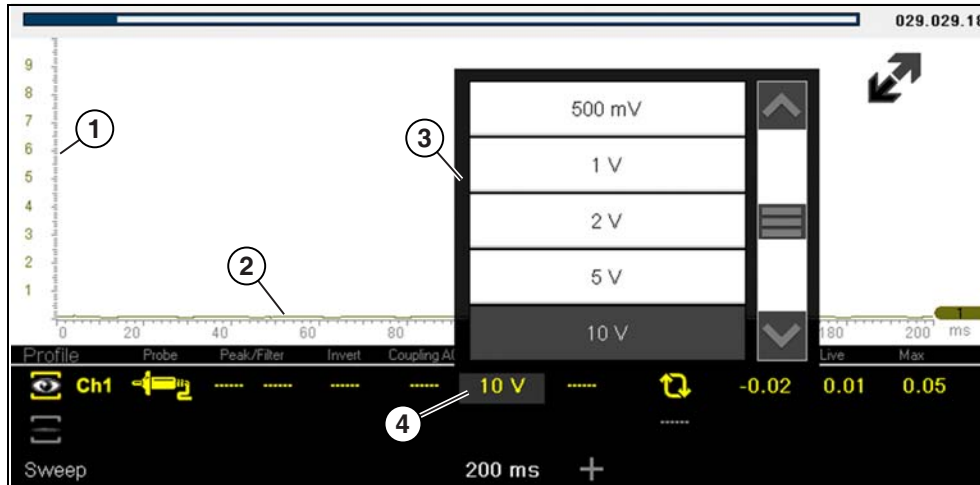 029.029.18
9
8
7
6
5
4
3
2
1
1
2
3
4
500 mV
1 V
2 V
5 V
10 V
0 20 40 60 80 180 200 ms
1
Profile Probe Peak/Filter Invert Coupling AC Live Max
Ch1 ------ ------ ------ ------ 10 V ------ -0.02 0.01 0.05
------
Sweep 200 ms +